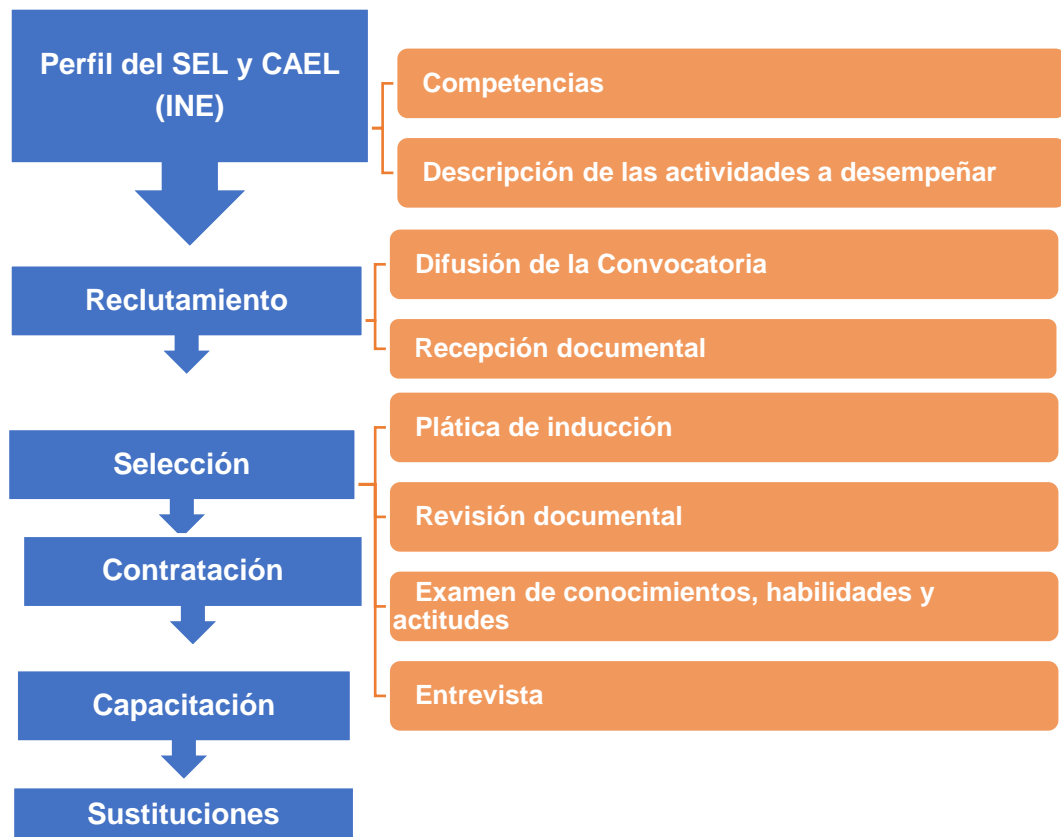 Perfil del SEL y CAEL
(INE)
Competencias
Descripción de las actividades a desempeñar
Reclutamiento
Difusión de la Convocatoria
Recepción documental
Selección
Plática de inducción
Revisión documental
Examen de conocimientos, habilidades y
actitudes
Entrevista
Contratación
Capacitación
Sustituciones